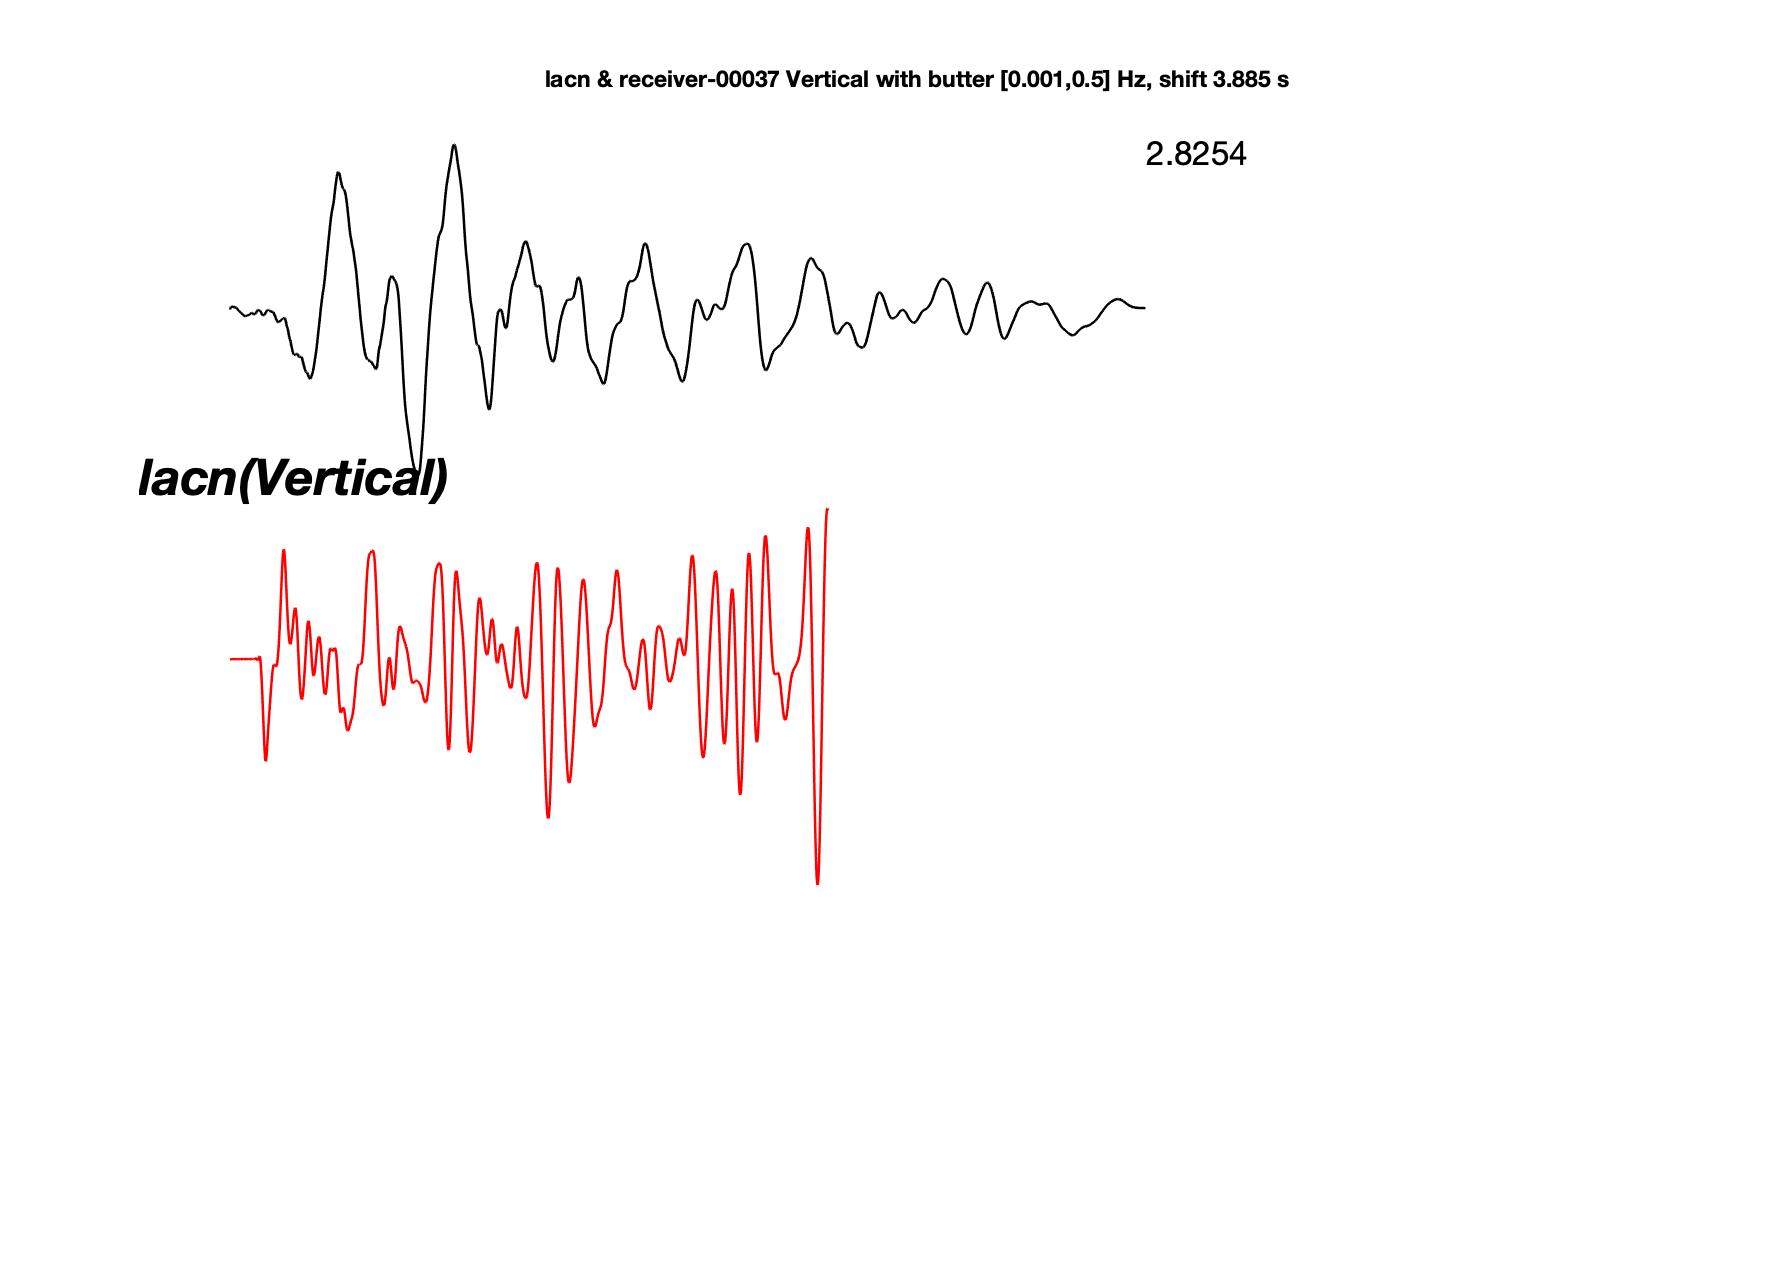 lacn & receiver-00037 Vertical with butter [0.001,0.5] Hz, shift 3.885 s
2.8254
lacn(Vertical)